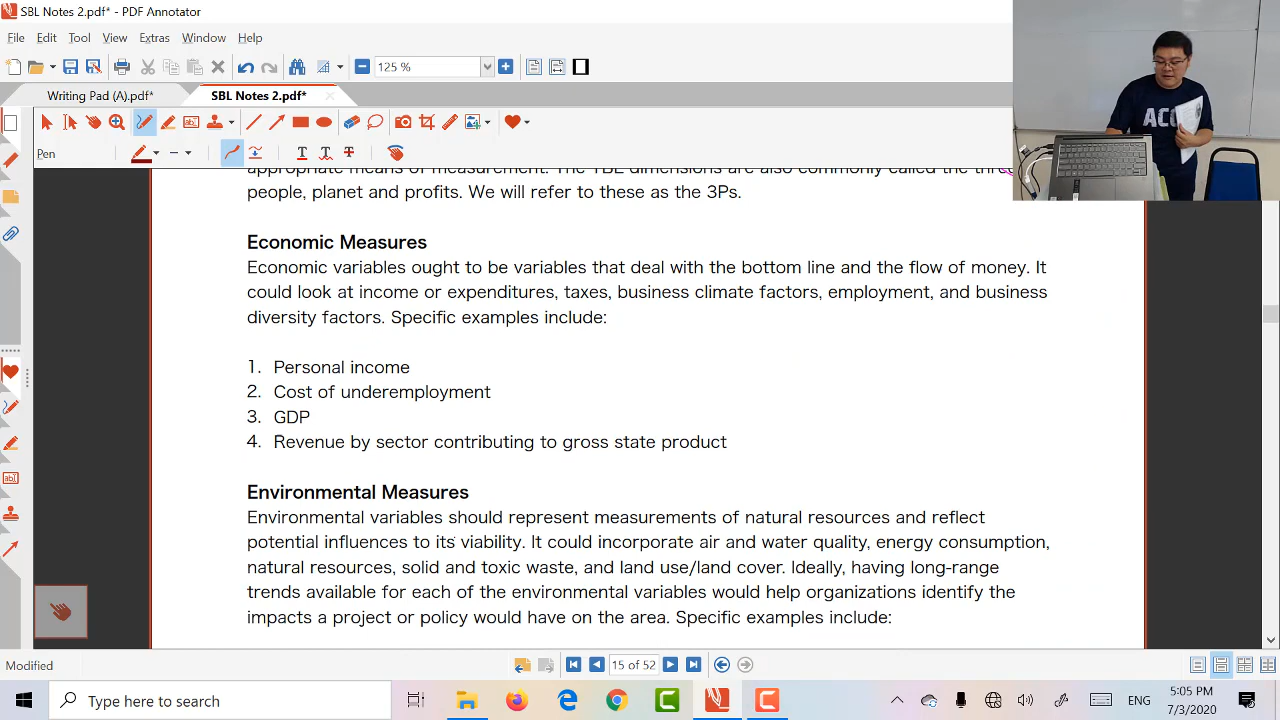 SBL Notes 2.pdf* - PDF Annotator
File Edit Tool View Extras Window Help
125 %
Writing Pad (A).pdf* SBL Notes 2.pdf*
Pen
people, planet and profits. We will refer to these as the 3Ps.
Economic Measures
Economic variables ought to be variables that deal with the bottom line and the flow of money. It
could look at income or expenditures, taxes, business climate factors, employment, and business
diversity factors. Specific examples include:
1. Personal income
2. Cost of underemployment
3. GDP
4. Revenue by sector contributing to gross state product
Environmental Measures
Environmental variables should represent measurements of natural resources and reflect
potential influences to its viability. It could incorporate air and water quality, energy consumption,
natural resources, solid and toxic waste, and land use/land cover. Ideally, having long-range
trends available for each of the environmental variables would help organizations identify the
impacts a project or policy would have on the area. Specific examples include:
Modified
15 of 52
Type here to search
ENG
5:05 PM
7/3/2020